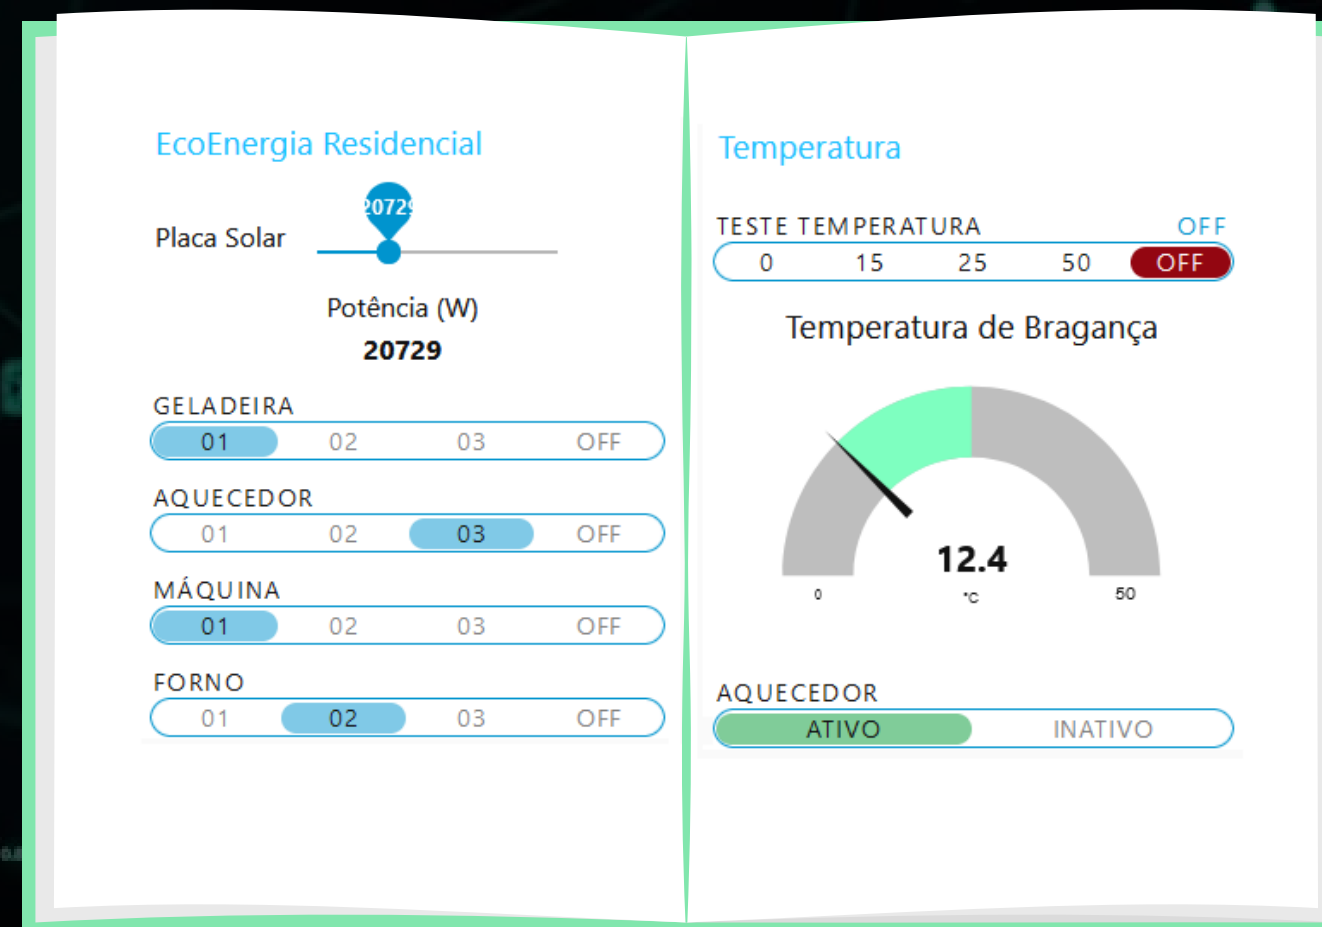 EcoEnergia Residencial
20729
Placa Solar
Potência (W)
20729
GELADEIRA
01 02 03 OFF
AQUECEDOR
01 02 03 OFF
MÁQUINA
01 02 03 OFF
FORNO
01 02 03 OFF
Temperatura
TESTE TEMPERATURA OFF
0 15 25 50 OFF
Temperatura de Bragança
12.4
0 °C 50
AQUECEDOR
ATIVO INATIVO